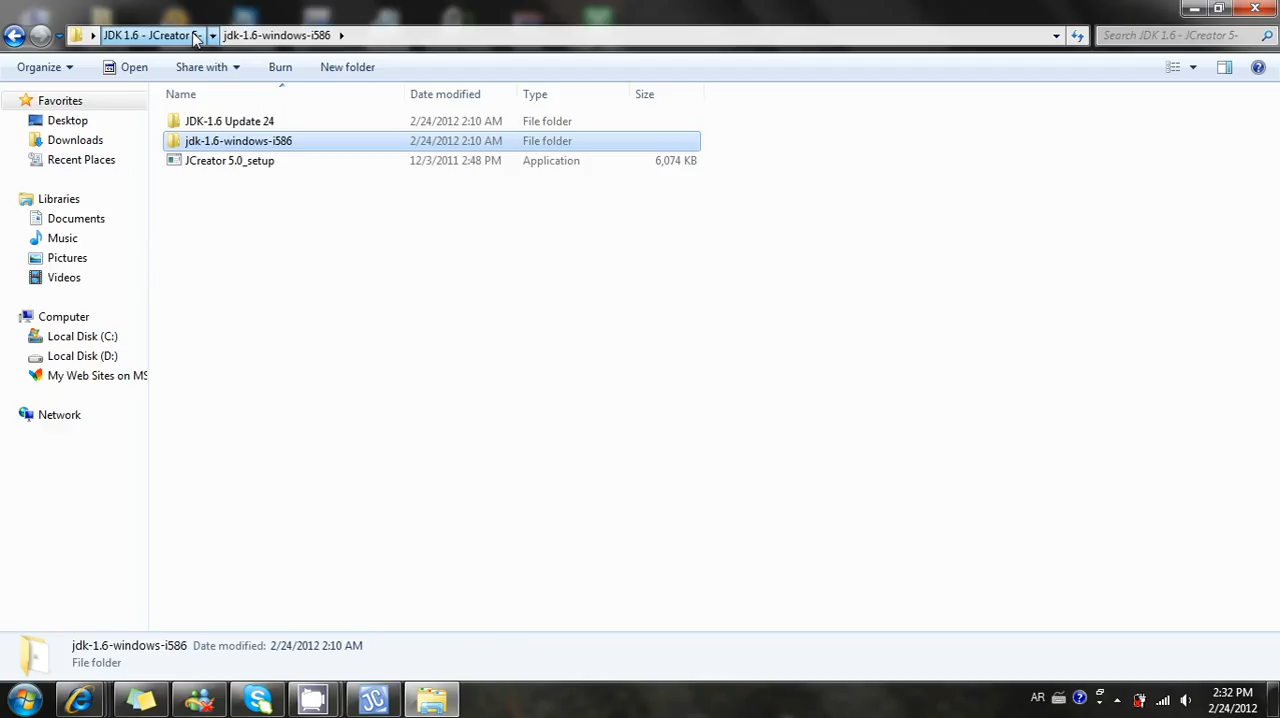 JDK 1.6 - JCreator 5- jdk-1.6-windows-i586
Search JDK 1.6 - JCreator 5-
Organize Open Share with Burn New folder
Favorites
Desktop
Downloads
Recent Places
Libraries
Documents
Music
Pictures
Videos
Computer
Local Disk (C:)
Local Disk (D:)
My Web Sites on MS
Network
Name Date modified Type Size
JDK-1.6 Update 24 2/24/2012 2:10 AM File folder
jdk-1.6-windows-i586 2/24/2012 2:10 AM File folder
JCreator 5.0_setup 12/3/2011 2:48 PM Application 6,074 KB
jdk-1.6-windows-i586 Date modified: 2/24/2012 2:10 AM
File folder
JC
AR
2:32 PM
2/24/2012